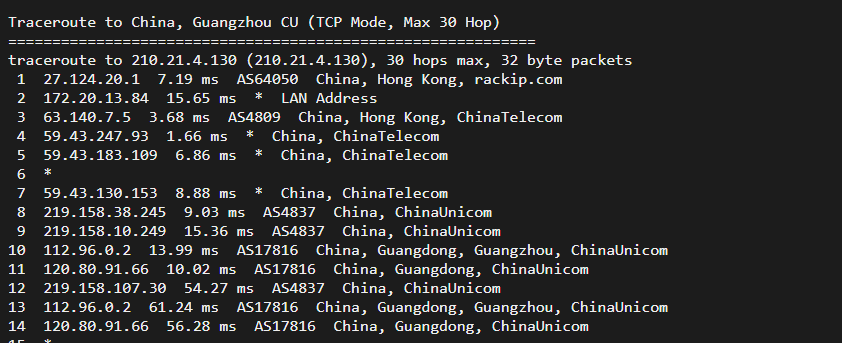 Traceroute to China, Guangzhou CU (TCP Mode, Max 30 Hop)
============================================================
traceroute to 210.21.4.130 (210.21.4.130), 30 hops max, 32 byte packets
1 27.124.20.1 7.19 ms AS64050 China, Hong Kong, rackip.com
2 172.20.13.84 15.65 ms * LAN Address
3 63.140.7.5 3.68 ms AS4809 China, Hong Kong, ChinaTelecom
4 59.43.247.93 1.66 ms * China, ChinaTelecom
5 59.43.183.109 6.86 ms * China, ChinaTelecom
6 *
7 59.43.130.153 8.88 ms * China, ChinaTelecom
8 219.158.38.245 9.03 ms AS4837 China, ChinaUnicom
9 219.158.10.249 15.36 ms AS4837 China, ChinaUnicom
10 112.96.0.2 13.99 ms AS17816 China, Guangdong, Guangzhou, ChinaUnicom
11 120.80.91.66 10.02 ms AS17816 China, Guangdong, ChinaUnicom
12 219.158.107.30 54.27 ms AS4837 China, ChinaUnicom
13 112.96.0.2 61.24 ms AS17816 China, Guangdong, Guangzhou, ChinaUnicom
14 120.80.91.66 56.28 ms AS17816 China, Guangdong, ChinaUnicom
15 *